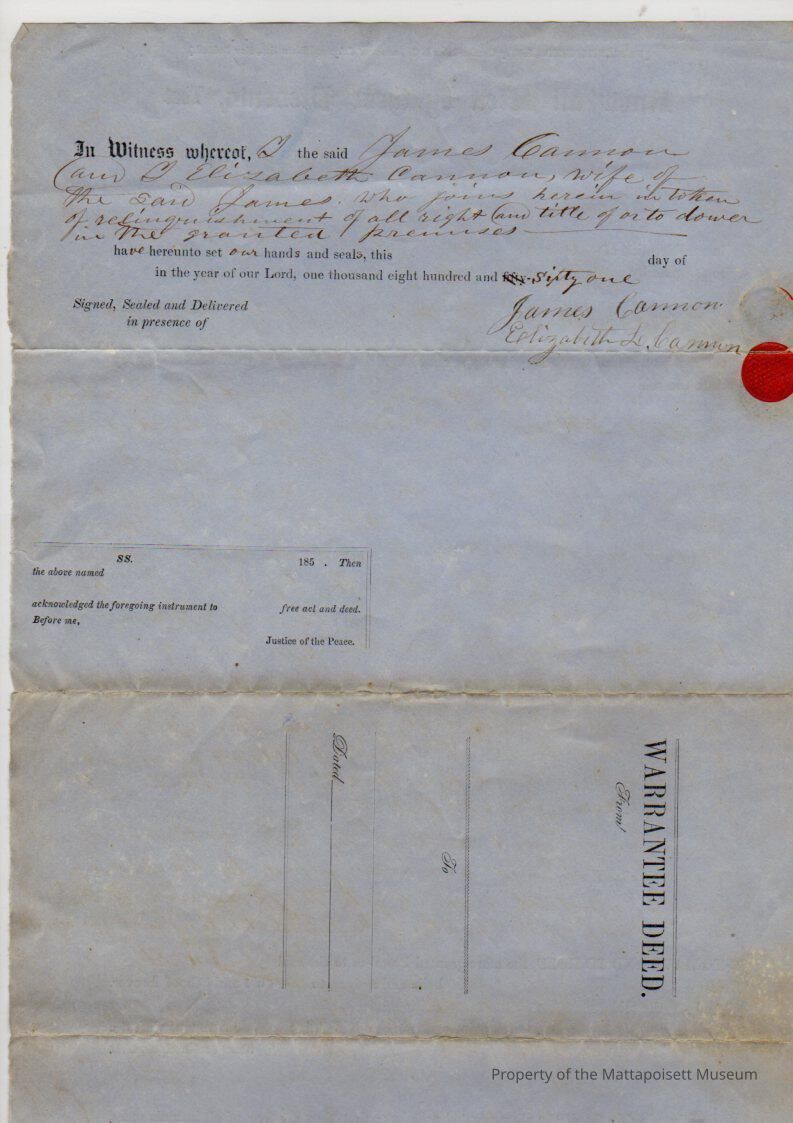 In Witness whereof, I the said James Cannon
(and I Elizabeth Cannon, wife of
the said James. who joins herein in token
of relinquishment of all right and title of or to dower
in the granted premises
have hereunto set our hands and seals, this day of
in the year of our Lord, one thousand eight hundred and fifty-Sixty one
Signed, Sealed and Delivered
in presence of
James Cannon
Elizabeth L. Cannon
SS. 185 . Then
the above named
acknowledged the foregoing instrument to free act and deed.
Before me,
Justice of the Peace.
WARRANTEE DEED.
From
To
Dated
Property of the Mattapoisett Museum